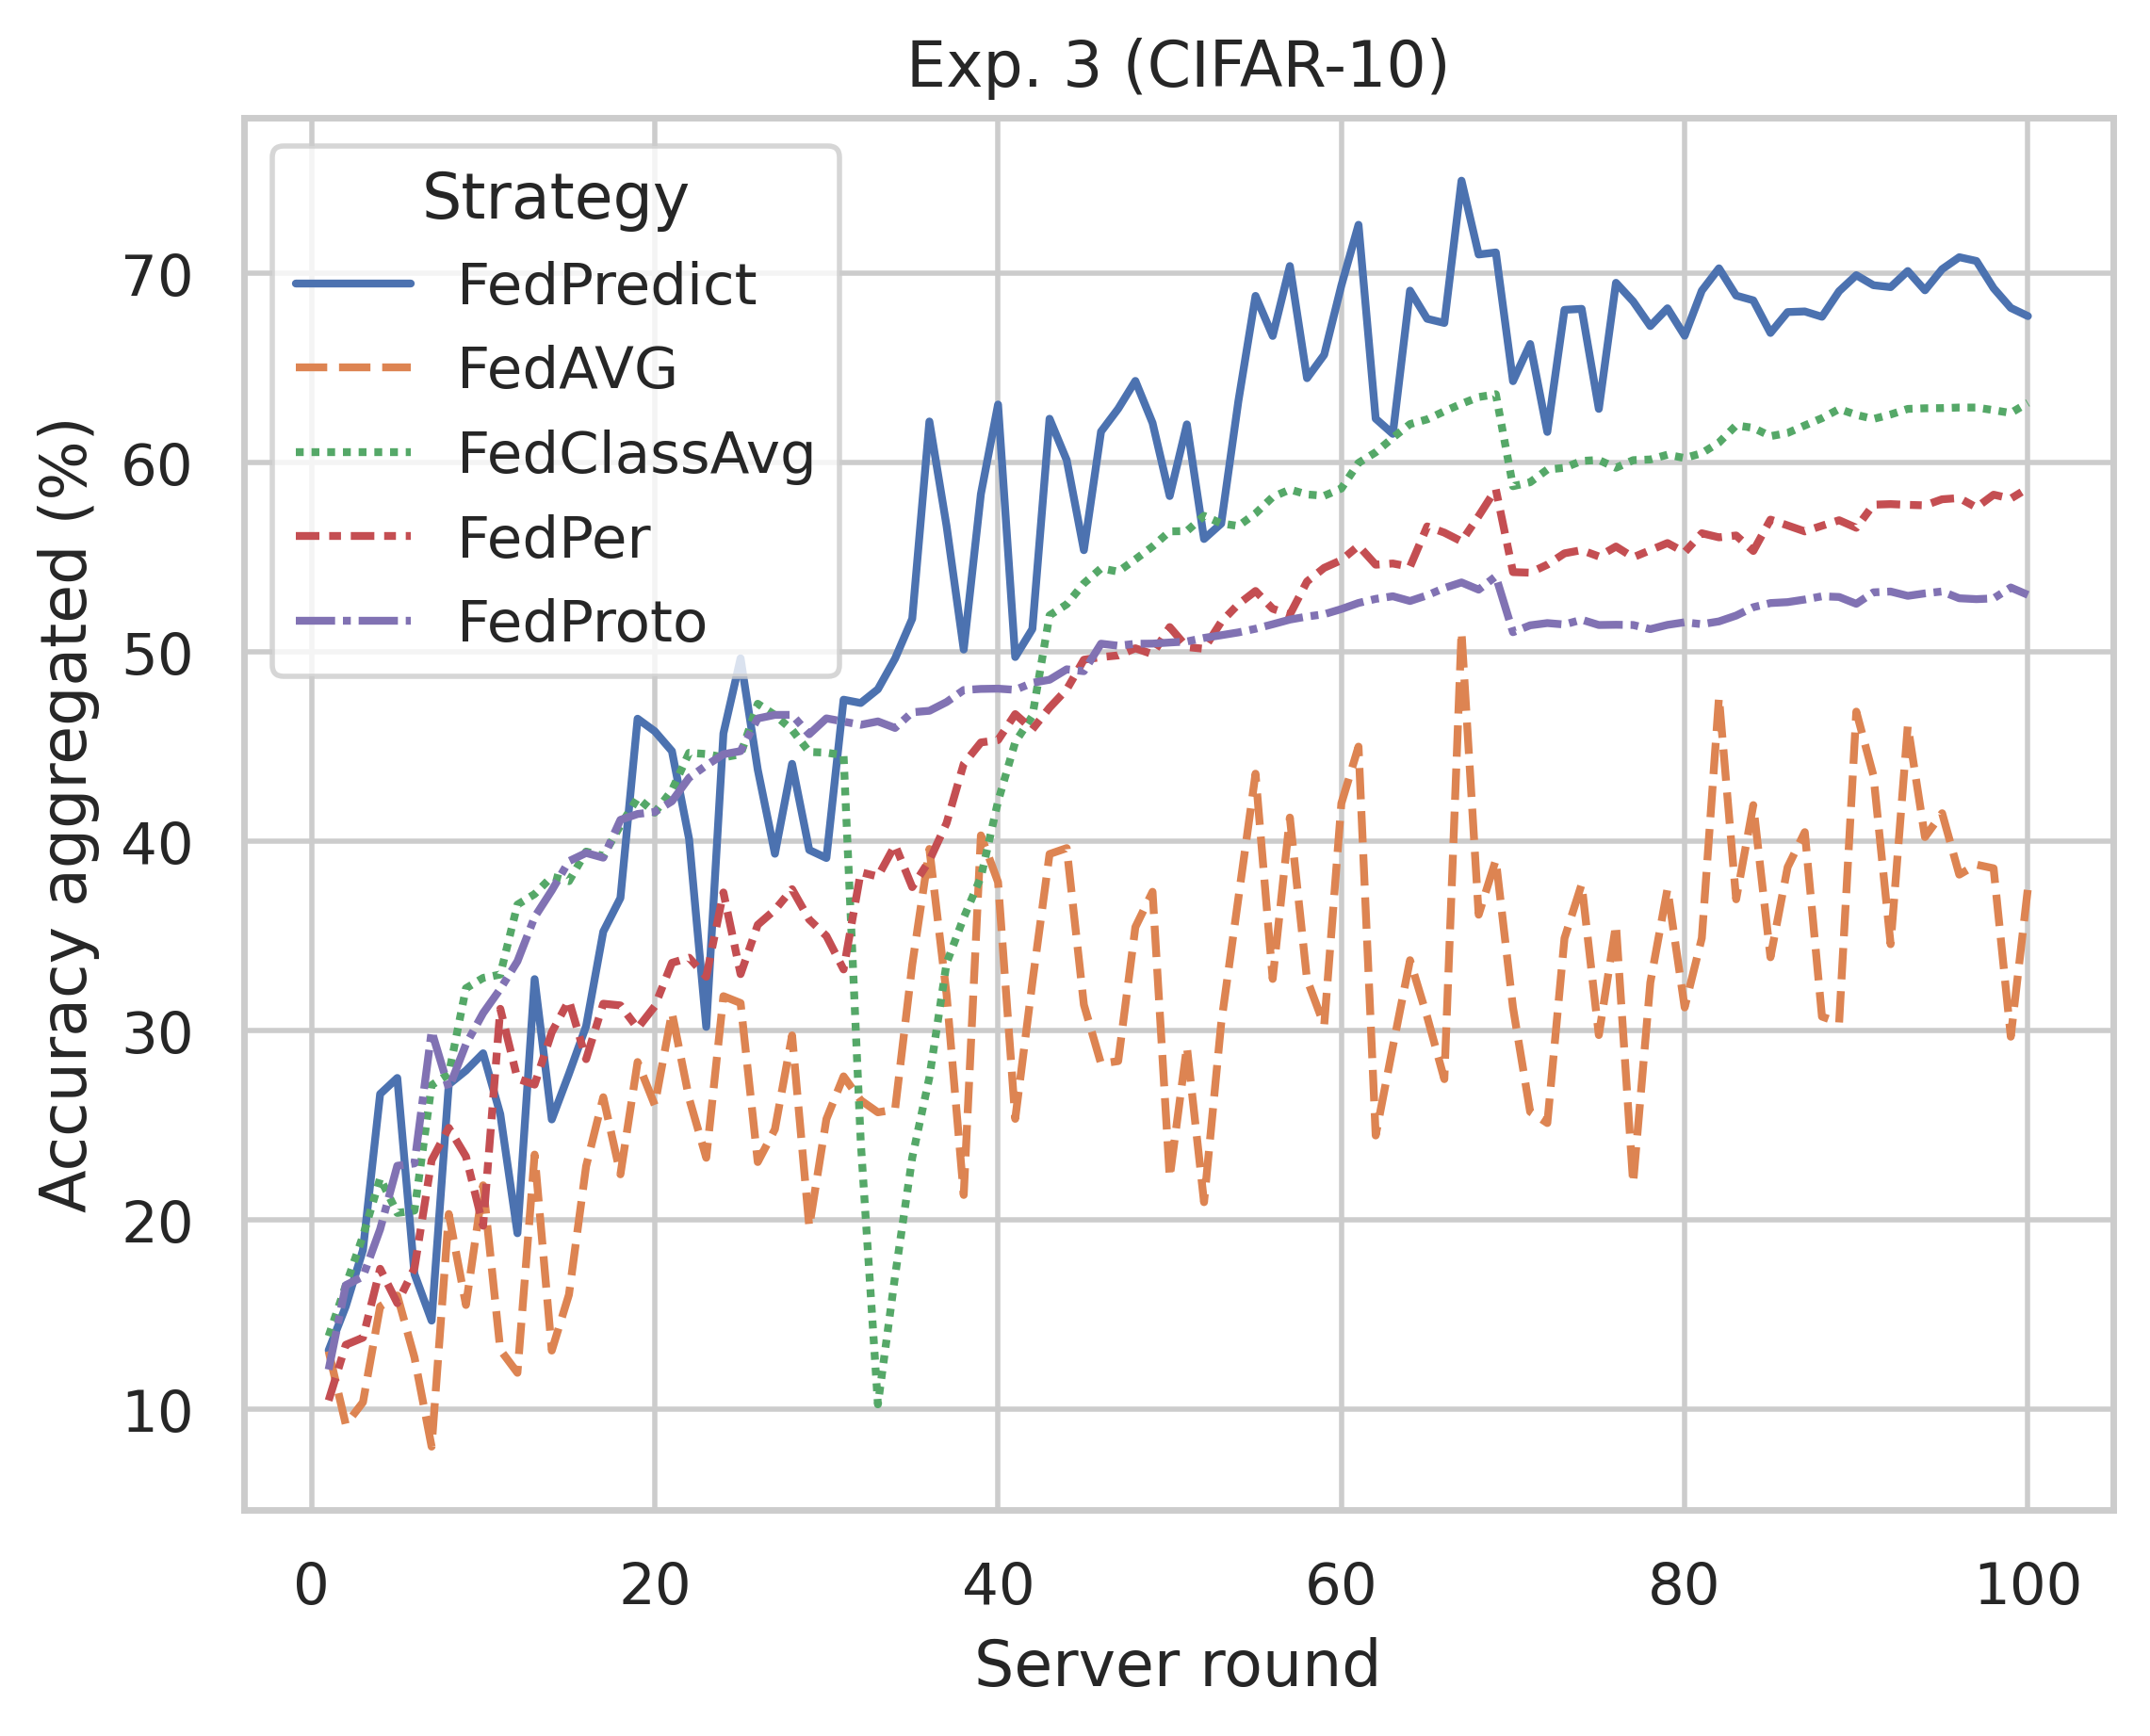 Exp. 3 (CIFAR-10)
Strategy
FedPredict
FedAVG
FedClassAvg
FedPer
FedProto
Accuracy aggregated (%)
70
60
50
40
30
20
10
0 20 40 60 80 100
Server round